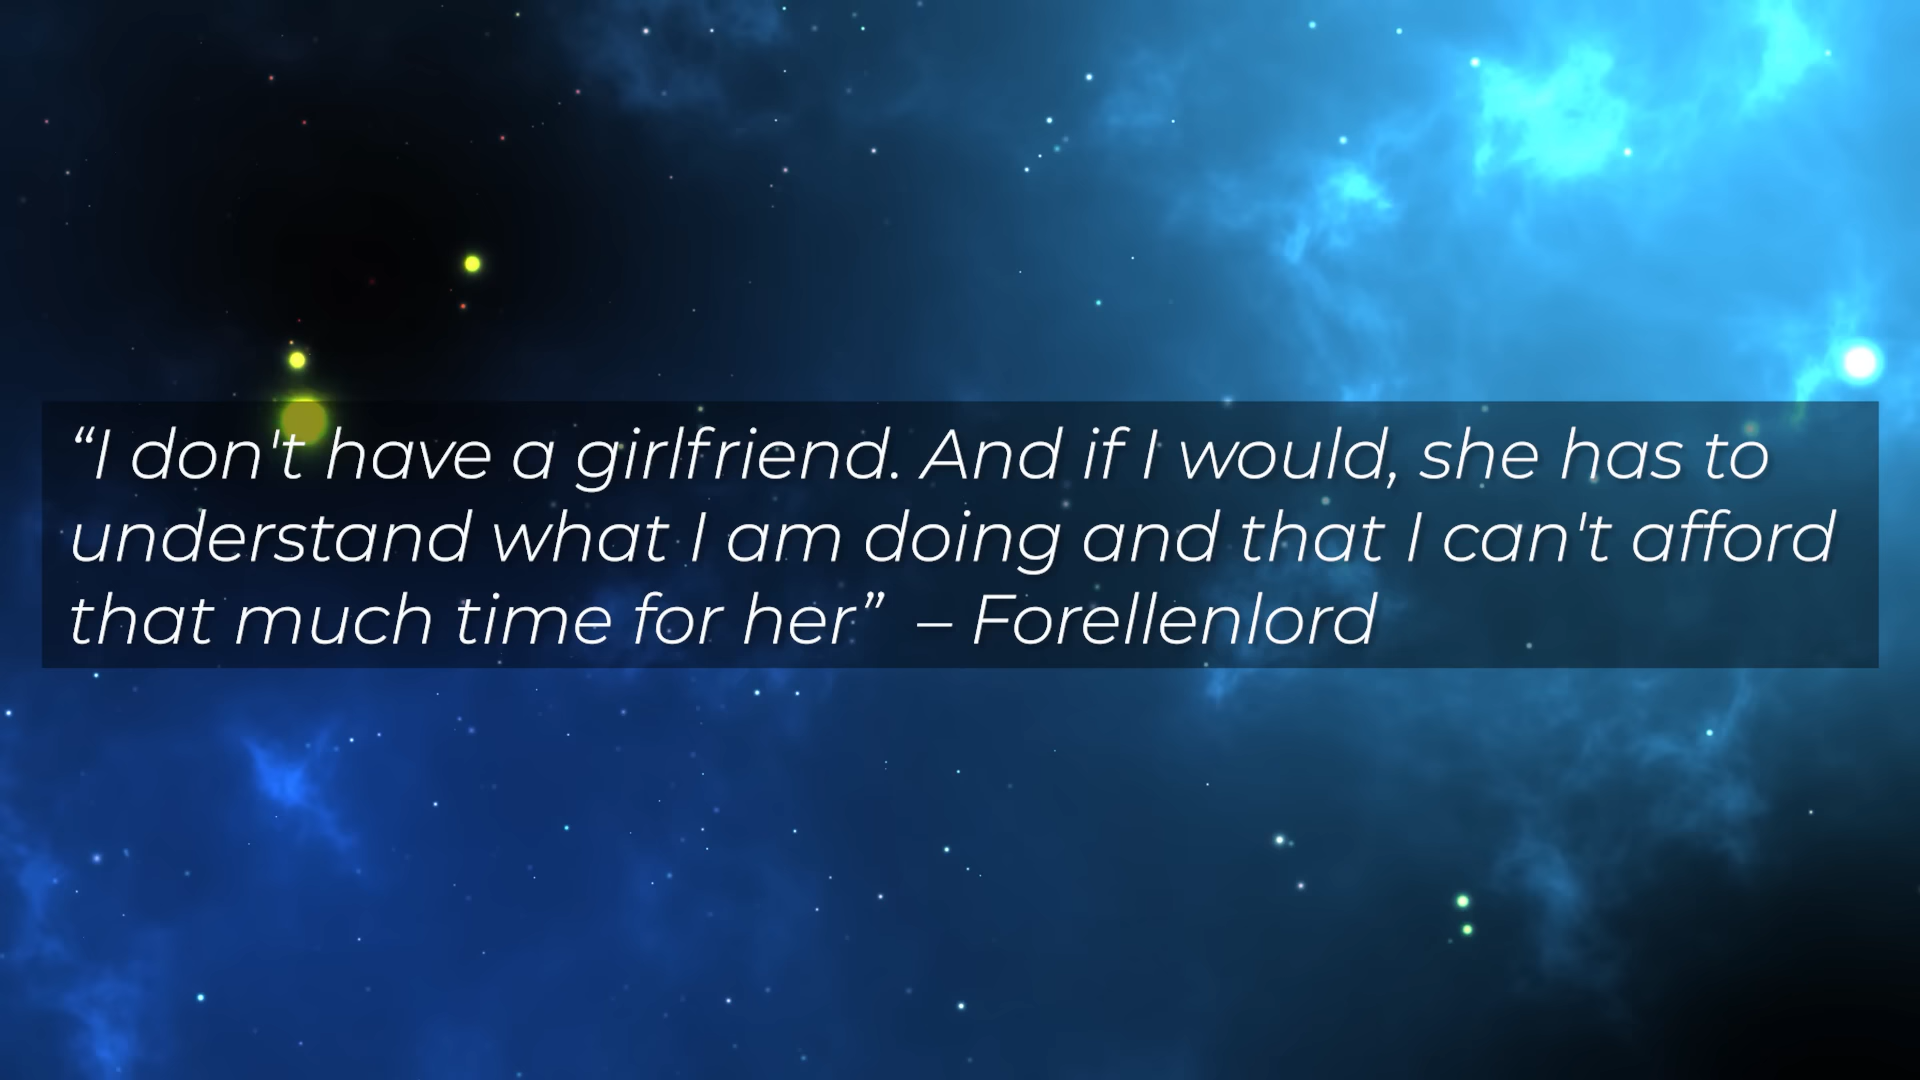 “I don't have a girlfriend. And if I would, she has to
understand what I am doing and that I can't afford
that much time for her” – Forellenlord